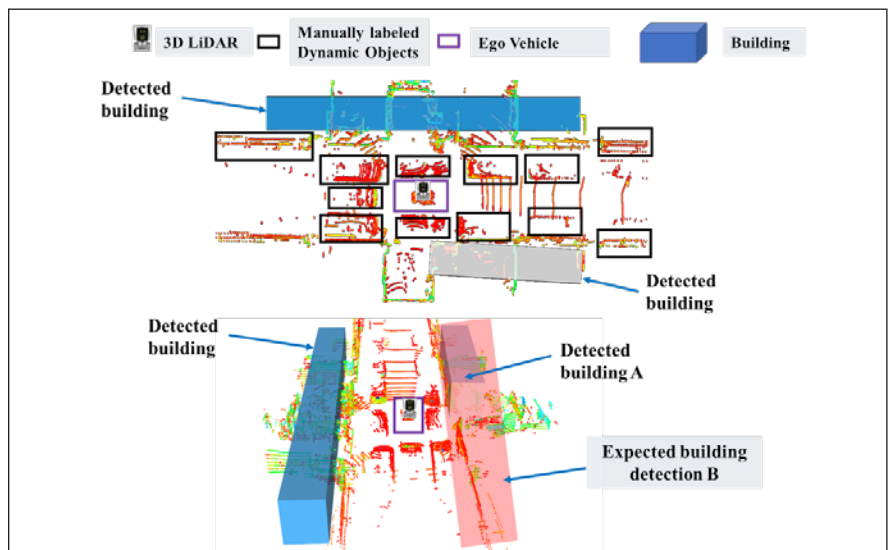 3D LiDAR
Manually labeled
Dynamic Objects
Ego Vehicle
Building
Detected
building
Detected
building
Detected
building
Detected
building A
Expected building
detection B